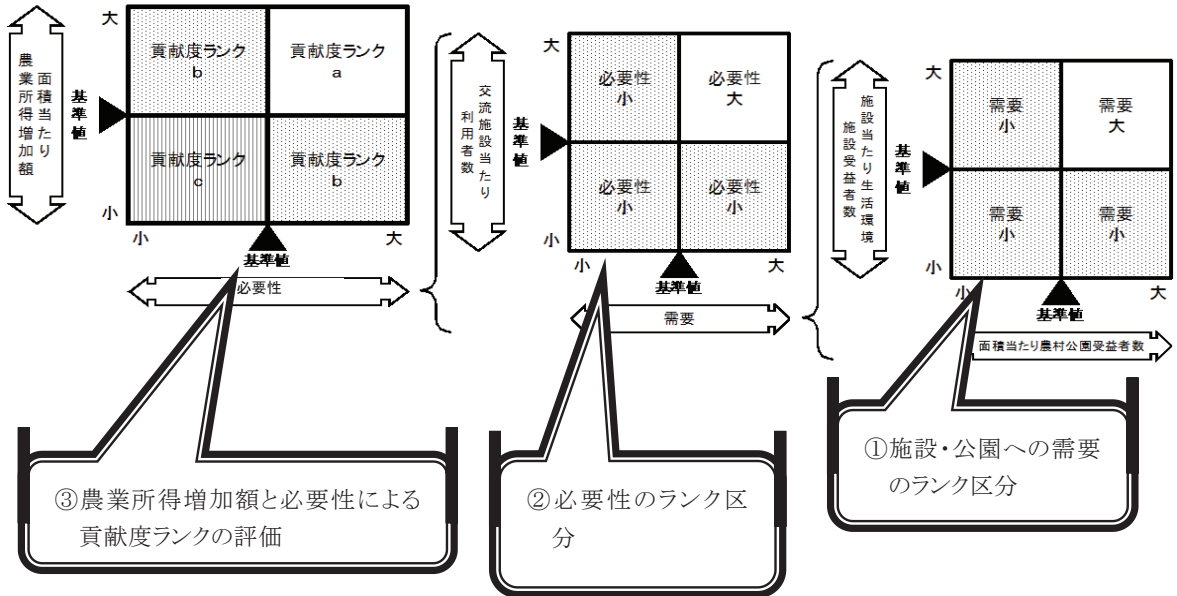 大
面積当たり
農業所得増加額
基準値
貢献度ランク
b
貢献度ランク
a
貢献度ランク
c
貢献度ランク
b
小
小
大
基準値
必要性
大
交流施設当たり
利用者数
基準値
必要性
小
必要性
大
必要性
小
必要性
小
小
小
大
基準値
需要
大
施設当たり生活環境
施設受益者数
基準値
需要
小
需要
大
需要
小
需要
小
小
小
大
基準値
面積当たり農村公園受益者数
③農業所得増加額と必要性による
貢献度ランクの評価
②必要性のランク区
分
①施設・公園への需要
のランク区分